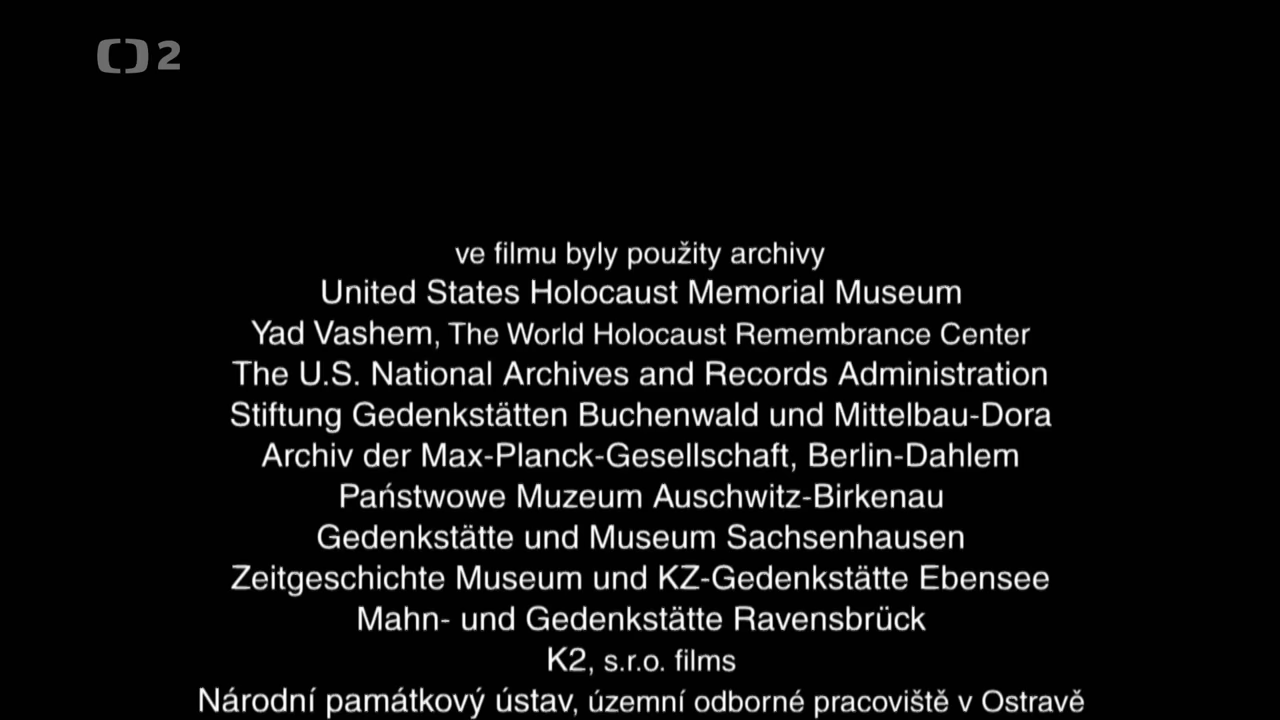 2
ve filmu byly použity archivy
United States Holocaust Memorial Museum
Yad Vashem, The World Holocaust Remembrance Center
The U.S. National Archives and Records Administration
Stiftung Gedenkstätten Buchenwald und Mittelbau-Dora
Archiv der Max-Planck-Gesellschaft, Berlin-Dahlem
Państwowe Muzeum Auschwitz-Birkenau
Gedenkstätte und Museum Sachsenhausen
Zeitgeschichte Museum und KZ-Gedenkstätte Ebensee
Mahn- und Gedenkstätte Ravensbrück
K2, s.r.o. films
Národní památkový ústav, územní odborné pracoviště v Ostravě